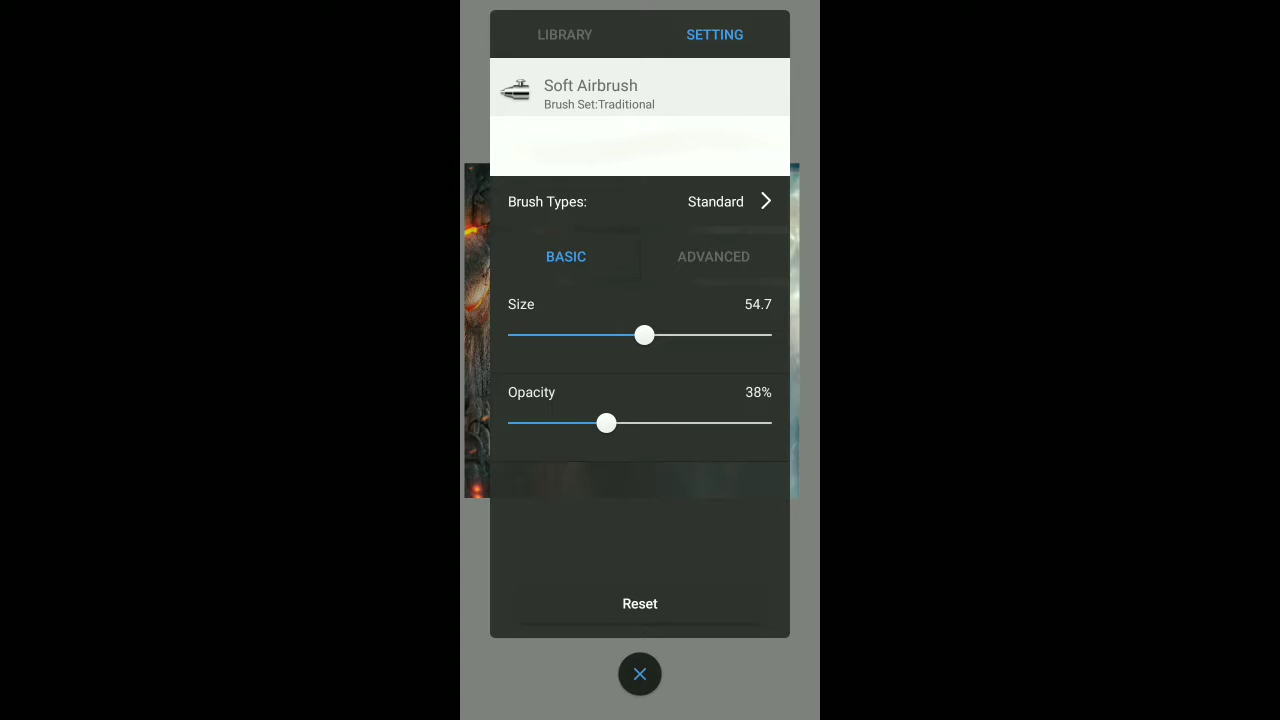 LIBRARY SETTING
Soft Airbrush
Brush Set:Traditional
Brush Types: Standard
BASIC ADVANCED
Size 54.7
Opacity 38%
Reset